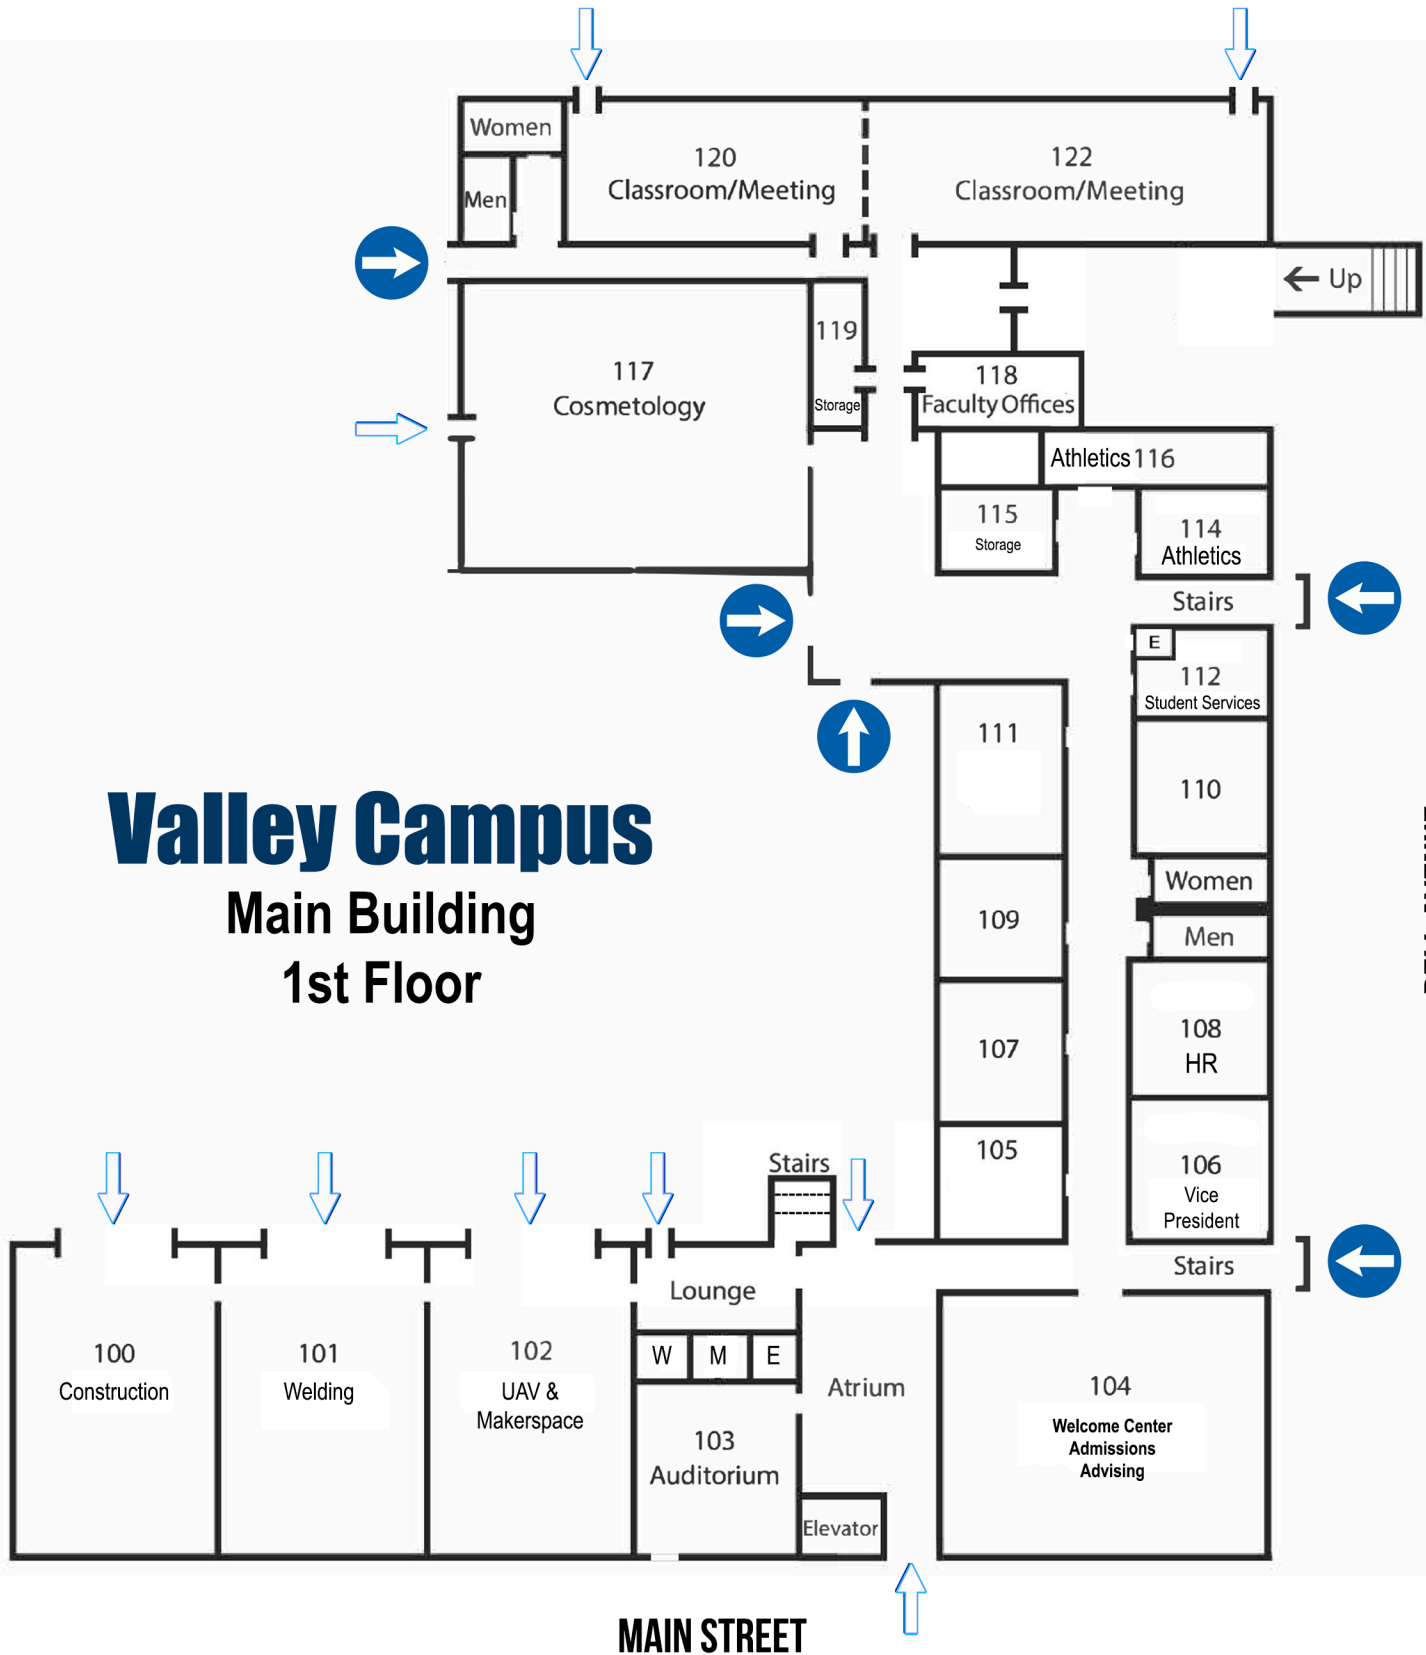 Women
120
Classroom/Meeting
122
Classroom/Meeting
Men
Up
119
Storage
117
Cosmetology
118
Faculty Offices
Athletics 116
115
Storage
114
Athletics
Stairs
E
112
Student Services
111
110
Valley Campus
Main Building
1st Floor
Women
109
Men
107
108
HR
105
106
Vice
President
Stairs
Stairs
Lounge
100
Construction
101
Welding
102
UAV &
Makerspace
W
M
E
Atrium
103
Auditorium
104
Welcome Center
Admissions
Advising
Elevator
MAIN STREET